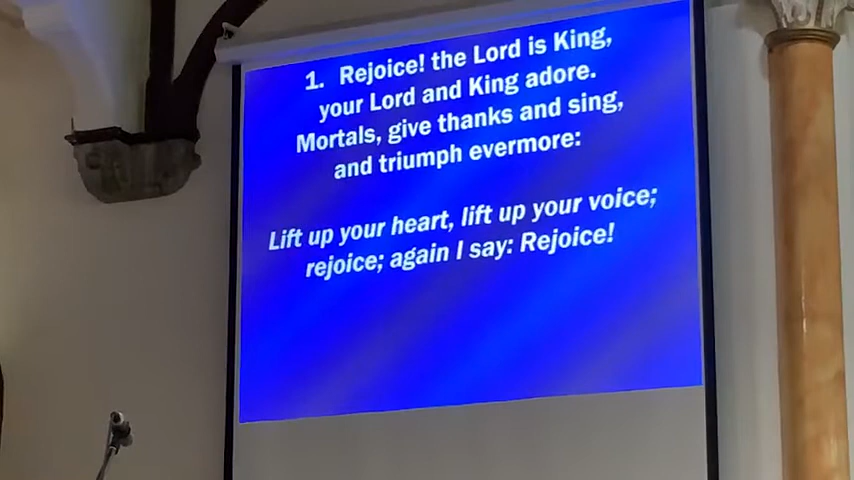 1. Rejoice! the Lord is King,
your Lord and King adore.
Mortals, give thanks and sing,
and triumph evermore:
Lift up your heart, lift up your voice;
rejoice; again I say: Rejoice!